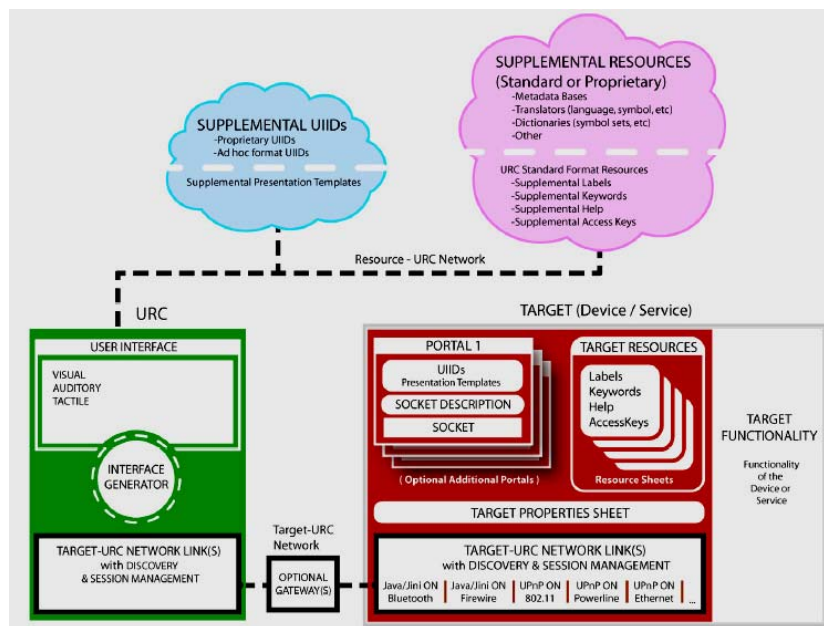 SUPPLEMENTAL RESOURCES
(Standard or Proprietary)
-Metadata Bases
-Translators (language, symbol, etc)
-Dictionaries (symbol sets, etc)
-Other
URC Standard Format Resources
-Supplemental Labels
-Supplemental Keywords
-Supplemental Help
-Supplemental Access Keys
SUPPLEMENTAL UIIDs
-Proprietary UIIDs
-Ad hoc format UIIDs
Supplemental Presentation Templates
Resource - URC Network
URC
USER INTERFACE
VISUAL
AUDITORY
TACTILE
INTERFACE
GENERATOR
TARGET-URC NETWORK LINK(S)
with DISCOVERY
& SESSION MANAGEMENT
Target-URC
Network
OPTIONAL
GATEWAY(S)
TARGET (Device / Service)
PORTAL 1
UIIDs
Presentation Templates
SOCKET DESCRIPTION
SOCKET
( Optional Additional Portals )
TARGET RESOURCES
Labels
Keywords
Help
AccessKeys
Resource Sheets
TARGET PROPERTIES SHEET
TARGET-URC NETWORK LINK(S)
with DISCOVERY & SESSION MANAGEMENT
Java/Jini ON
Bluetooth
Java/Jini ON
Firewire
UPnP ON
802.11
UPnP ON
Powerline
UPnP ON
Ethernet
...
TARGET
FUNCTIONALITY
Functionality
of the
Device or
Service